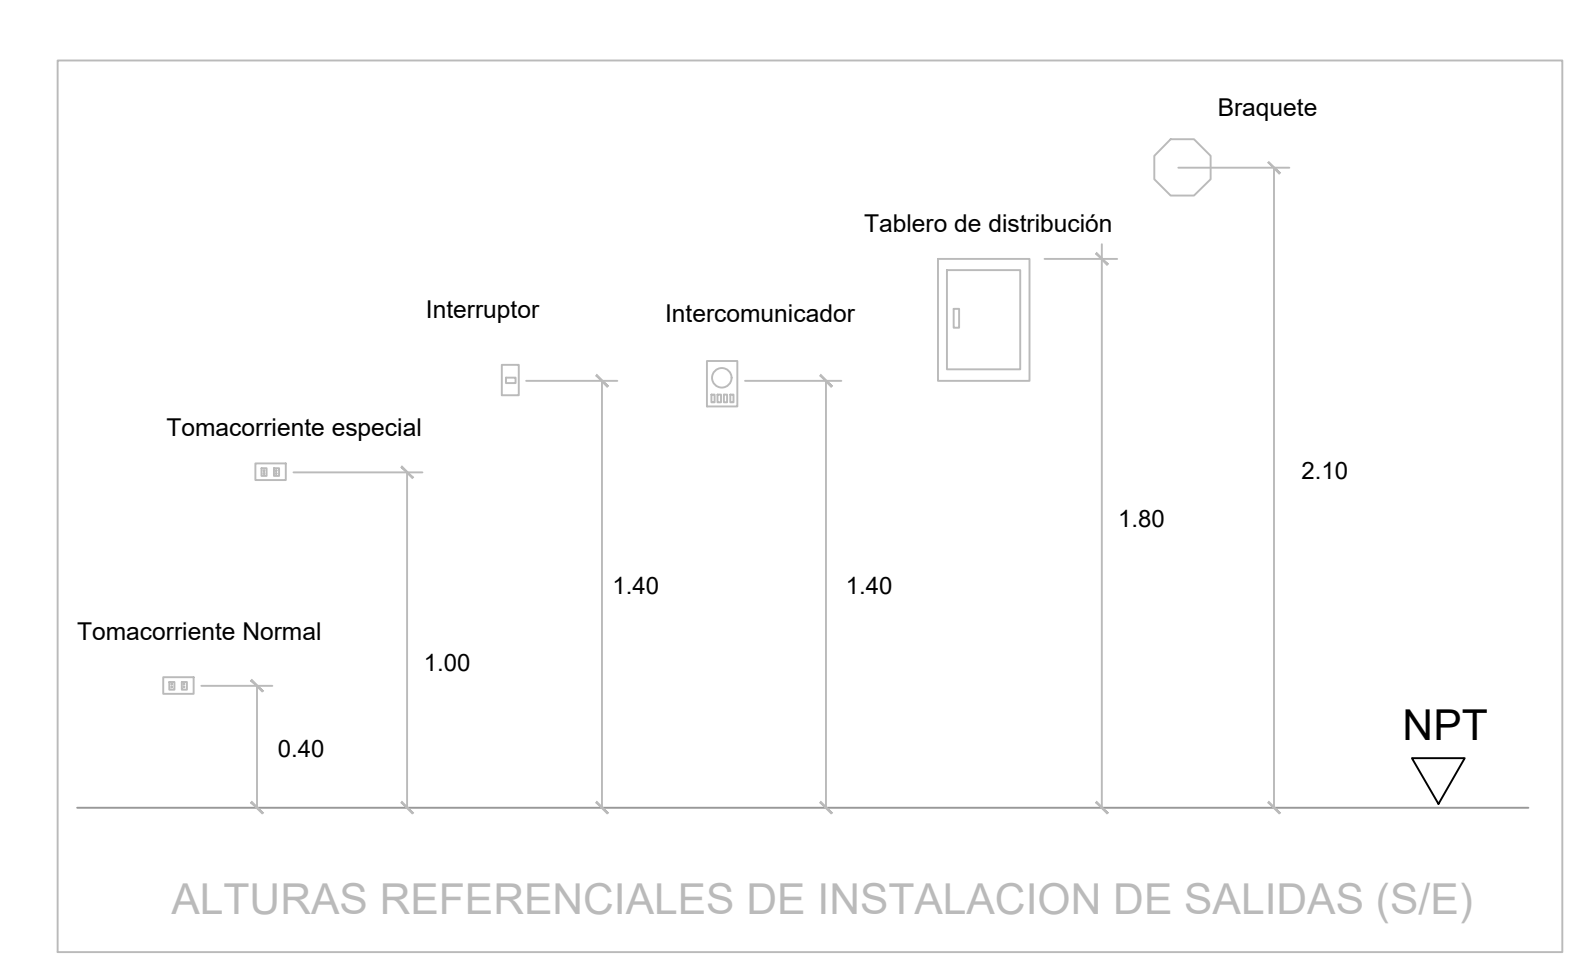 Braquete
Tablero de distribución
Interruptor
Intercomunicador
Tomacorriente especial
2.10
1.80
1.40
1.40
Tomacorriente Normal
1.00
NPT
0.40
ALTURAS REFERENCIALES DE INSTALACION DE SALIDAS (S/E)